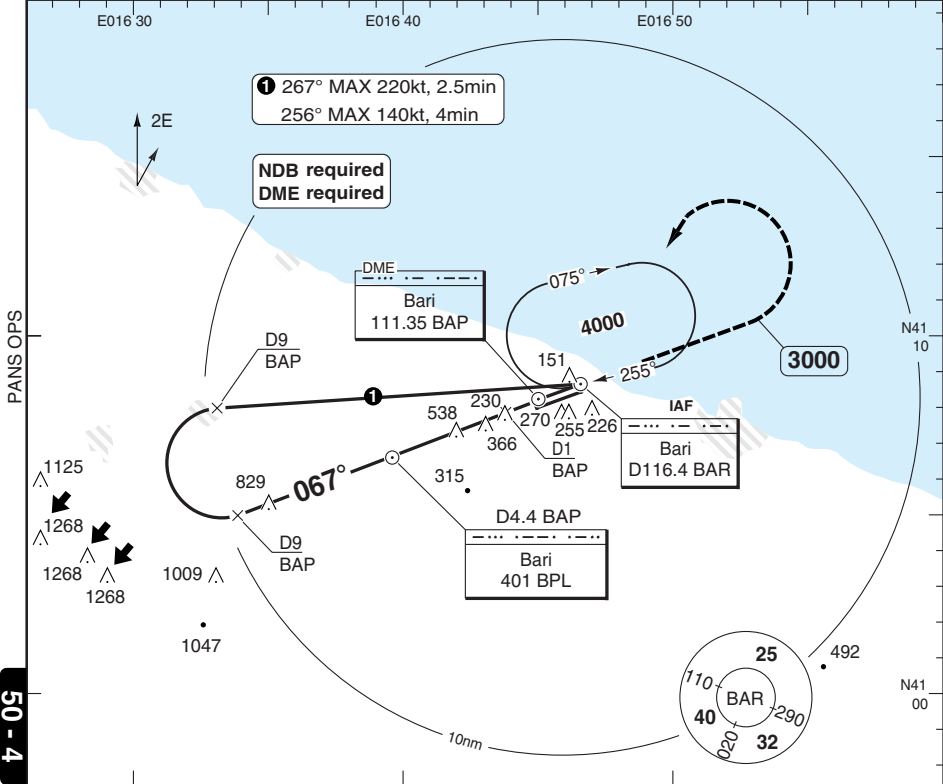 E016 30
E016 40
E016 50
❶ 267° MAX 220kt, 2.5min
256° MAX 140kt, 4min
2E
NDB required
DME required
DME
Bari
111.35 BAP
075°
4000
N41
10
PANS OPS
D9
BAP
151
255°
3000
❶
538
230
270
255
226
IAF
366
D1
BAP
Bari
D116.4 BAR
1125
829
067°
315
1268
D4.4 BAP
D9
BAP
Bari
401 BPL
1268
1009
1268
1047
25
492
110
BAR
290
N41
00
40
020
32
10nm
50 - 4